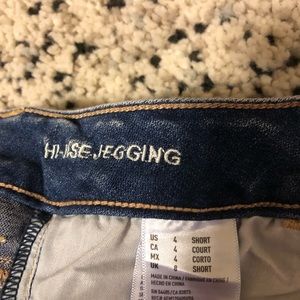 HI-RISE JEGGING
US 4 SHORT
CA 4 COURT
MX 4 CORTO
UK 8 SHORT
MADE IN CHINA /
HECHO EN CHINA